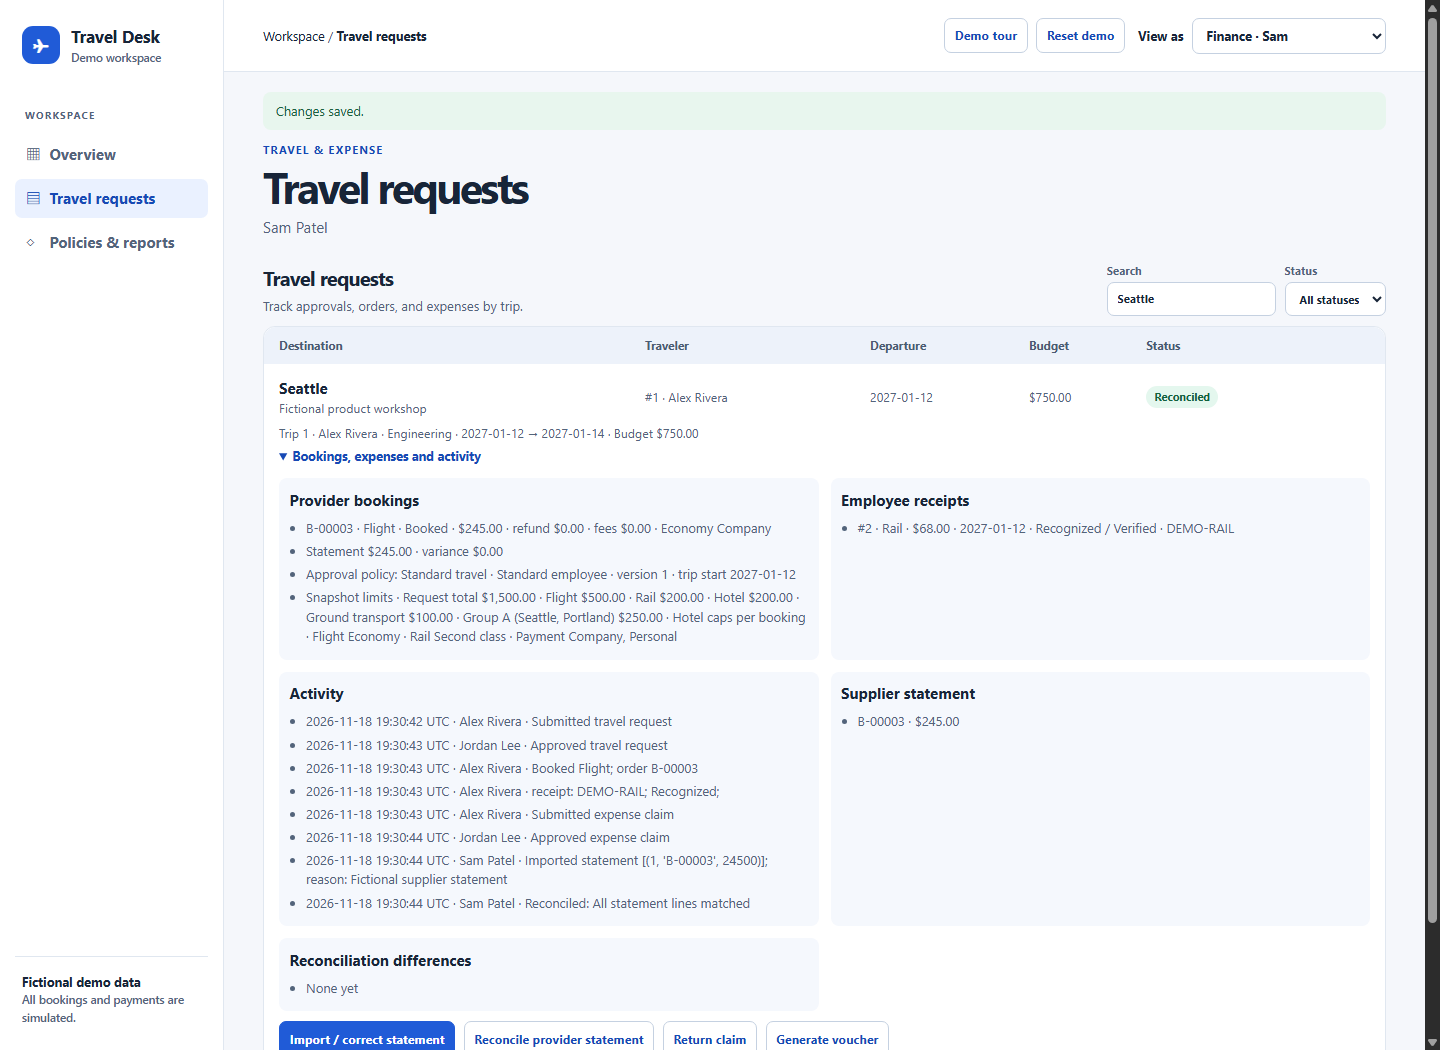 Travel Desk
Demo workspace
WORKSPACE
Overview
Travel requests
Policies & reports
Fictional demo data
All bookings and payments are
simulated.
Workspace / Travel requests
Demo tour
Reset demo
View as
Finance · Sam
Changes saved.
TRAVEL & EXPENSE
Travel requests
Sam Patel
Travel requests
Track approvals, orders, and expenses by trip.
Search
Seattle
Status
All statuses
Destination Traveler Departure Budget Status
Seattle
Fictional product workshop
#1 · Alex Rivera
2027-01-12
$750.00
Reconciled
Trip 1 · Alex Rivera · Engineering · 2027-01-12 → 2027-01-14 · Budget $750.00
▼ Bookings, expenses and activity
Provider bookings
• B-00003 · Flight · Booked · $245.00 · refund $0.00 · fees $0.00 · Economy Company
• Statement $245.00 · variance $0.00
• Approval policy: Standard travel · Standard employee · version 1 · trip start 2027-01-12
• Snapshot limits · Request total $1,500.00 · Flight $500.00 · Rail $200.00 · Hotel $200.00 ·
Ground transport $100.00 · Group A (Seattle, Portland) $250.00 · Hotel caps per booking
· Flight Economy · Rail Second class · Payment Company, Personal
Employee receipts
• #2 · Rail · $68.00 · 2027-01-12 · Recognized / Verified · DEMO-RAIL
Activity
• 2026-11-18 19:30:42 UTC · Alex Rivera · Submitted travel request
• 2026-11-18 19:30:43 UTC · Jordan Lee · Approved travel request
• 2026-11-18 19:30:43 UTC · Alex Rivera · Booked Flight; order B-00003
• 2026-11-18 19:30:43 UTC · Alex Rivera · receipt: DEMO-RAIL; Recognized;
• 2026-11-18 19:30:43 UTC · Alex Rivera · Submitted expense claim
• 2026-11-18 19:30:44 UTC · Jordan Lee · Approved expense claim
• 2026-11-18 19:30:44 UTC · Sam Patel · Imported statement [(1, 'B-00003', 24500)];
reason: Fictional supplier statement
• 2026-11-18 19:30:44 UTC · Sam Patel · Reconciled: All statement lines matched
Supplier statement
• B-00003 · $245.00
Reconciliation differences
• None yet
Import / correct statement
Reconcile provider statement
Return claim
Generate voucher